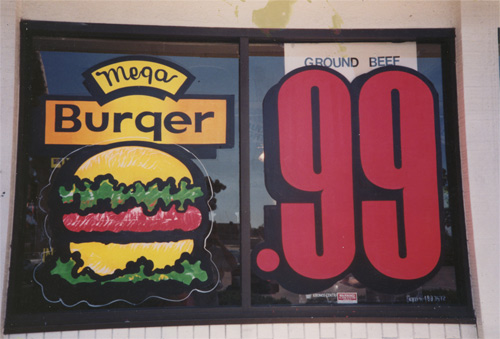 Mega
Burger
GROUND BEEF
.99